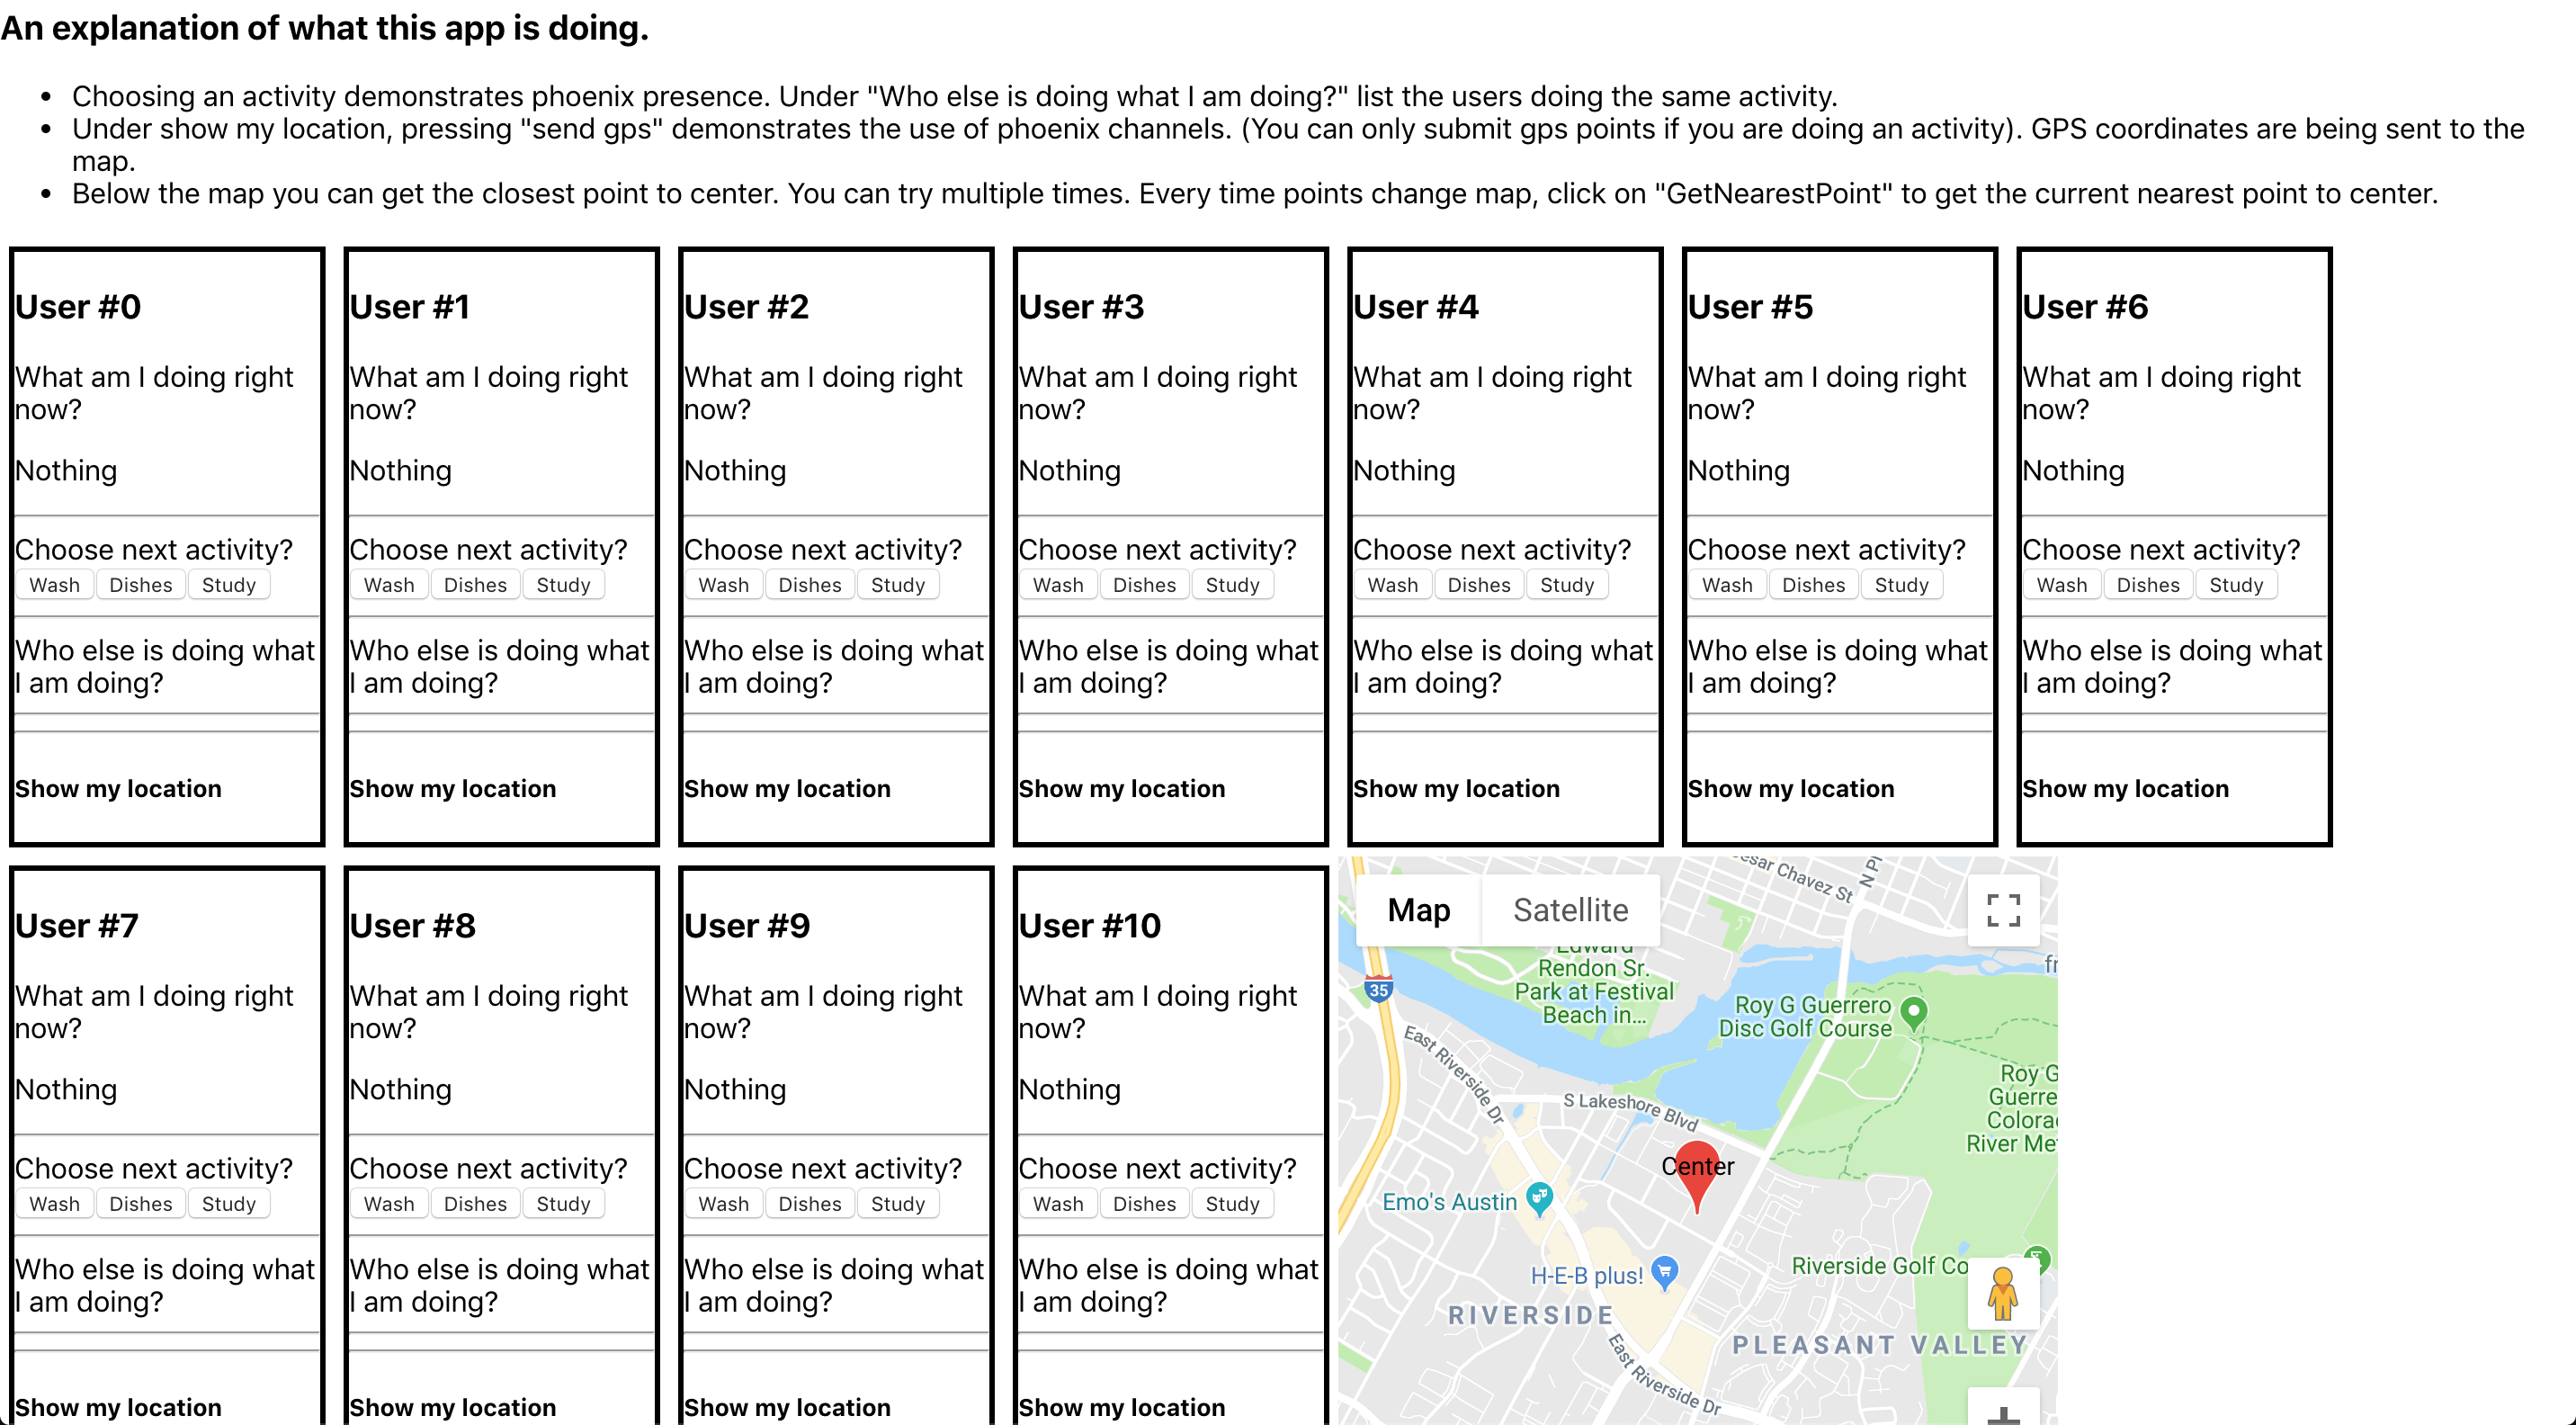 An explanation of what this app is doing.
• Choosing an activity demonstrates phoenix presence. Under "Who else is doing what I am doing?" list the users doing the same activity.
• Under show my location, pressing "send gps" demonstrates the use of phoenix channels. (You can only submit gps points if you are doing an activity). GPS coordinates are being sent to the
map.
• Below the map you can get the closest point to center. You can try multiple times. Every time points change map, click on "GetNearestPoint" to get the current nearest point to center.
User #0
What am I doing right
now?
Nothing
Choose next activity?
Wash Dishes Study
Who else is doing what
I am doing?
Show my location
User #1
What am I doing right
now?
Nothing
Choose next activity?
Wash Dishes Study
Who else is doing what
I am doing?
Show my location
User #2
What am I doing right
now?
Nothing
Choose next activity?
Wash Dishes Study
Who else is doing what
I am doing?
Show my location
User #3
What am I doing right
now?
Nothing
Choose next activity?
Wash Dishes Study
Who else is doing what
I am doing?
Show my location
User #4
What am I doing right
now?
Nothing
Choose next activity?
Wash Dishes Study
Who else is doing what
I am doing?
Show my location
User #5
What am I doing right
now?
Nothing
Choose next activity?
Wash Dishes Study
Who else is doing what
I am doing?
Show my location
User #6
What am I doing right
now?
Nothing
Choose next activity?
Wash Dishes Study
Who else is doing what
I am doing?
Show my location
User #7
What am I doing right
now?
Nothing
Choose next activity?
Wash Dishes Study
Who else is doing what
I am doing?
Show my location
User #8
What am I doing right
now?
Nothing
Choose next activity?
Wash Dishes Study
Who else is doing what
I am doing?
Show my location
User #9
What am I doing right
now?
Nothing
Choose next activity?
Wash Dishes Study
Who else is doing what
I am doing?
Show my location
User #10
What am I doing right
now?
Nothing
Choose next activity?
Wash Dishes Study
Who else is doing what
I am doing?
Show my location
Map Satellite
esar Chavez St
N Pl
Edward
Rendon Sr.
Park at Festival
Beach in...
35
fr
Roy G Guerrero
Disc Golf Course
East Riverside Dr
Roy G
Guerre
Colora
River Me
S Lakeshore Blvd
Center
Emo's Austin
H-E-B plus!
Riverside Golf Co
RIVERSIDE
PLEASANT VALLEY
East Riverside Dr